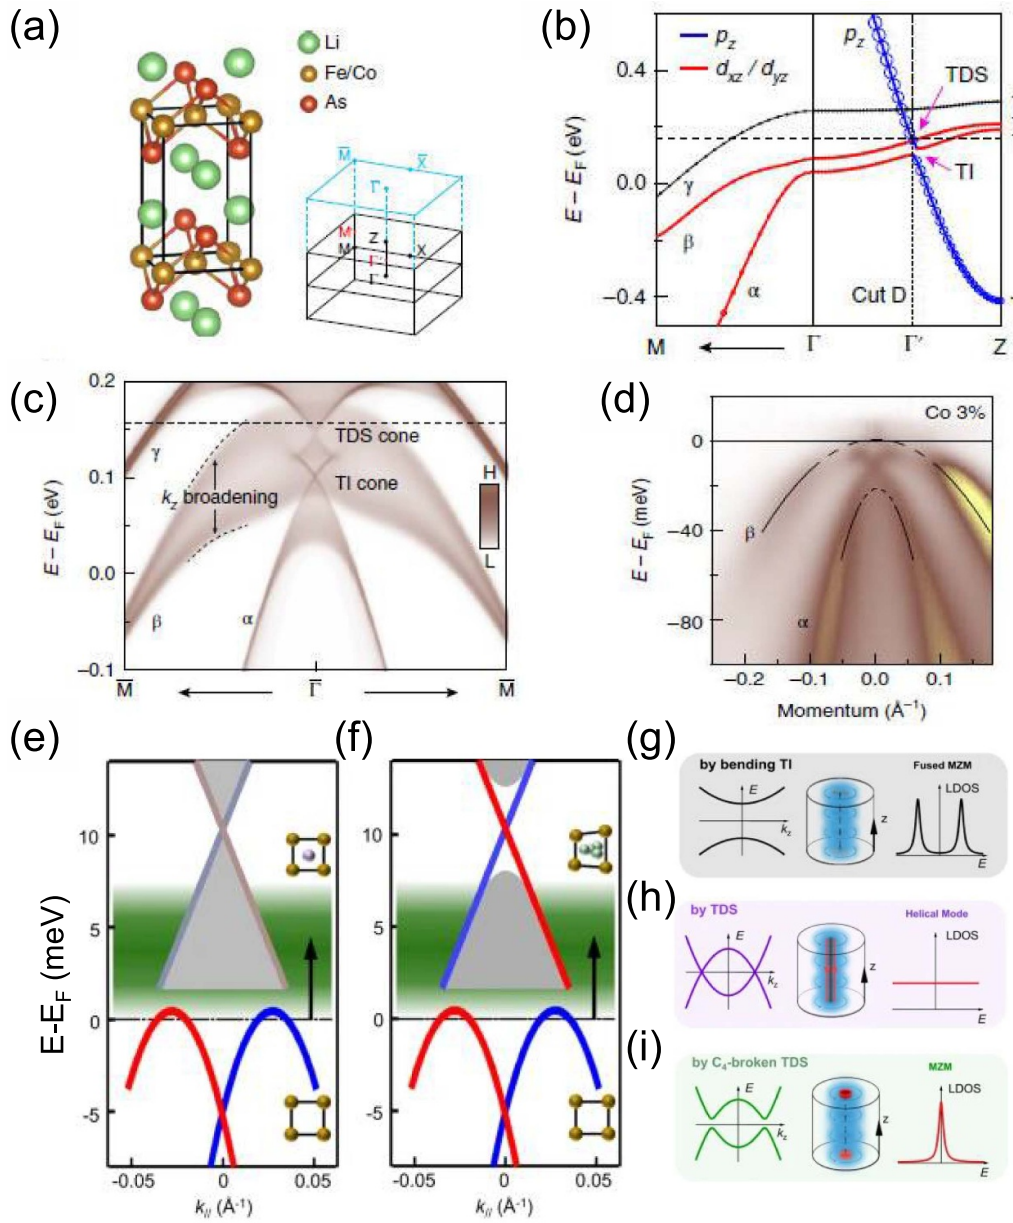 (a)
Li
Fe/Co
As
M̅
X̅
Γ̅
M'
M
Z
X
Γ'
Γ
(b)
p_z
d_xz / d_yz
p_z
TDS
TI
γ
β
α
Cut D
E − E_F (eV)
0.4
0.0
−0.4
M
Γ
Γ'
Z
(c)
0.2
0.1
0.0
−0.1
E − E_F (eV)
TDS cone
TI cone
k_z broadening
γ
β
α
H
L
M̅
Γ̅
M̅
(d)
Co 3%
0
−40
−80
E − E_F (meV)
β
α
−0.2
−0.1
0.0
0.1
Momentum (Å⁻¹)
(e)
E-E_F (meV)
10
5
0
-5
-0.05
0
0.05
k_// (Å⁻¹)
(f)
10
5
0
-5
-0.05
0
0.05
k_// (Å⁻¹)
(g)
by bending TI
Fused MZM
E
k_z
z
LDOS
E
(h)
by TDS
Helical Mode
E
k_z
z
LDOS
E
(i)
by C₄-broken TDS
MZM
E
k_z
z
LDOS
E